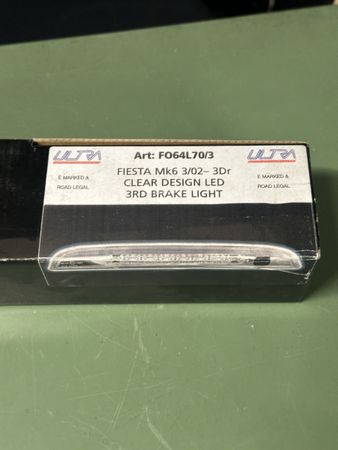 ULTRA Art: FO64L70/3 ULTRA
FIESTA Mk6 3/02- 3Dr
E MARKED & CLEAR DESIGN LED E MARKED &
ROAD LEGAL 3RD BRAKE LIGHT ROAD LEGAL